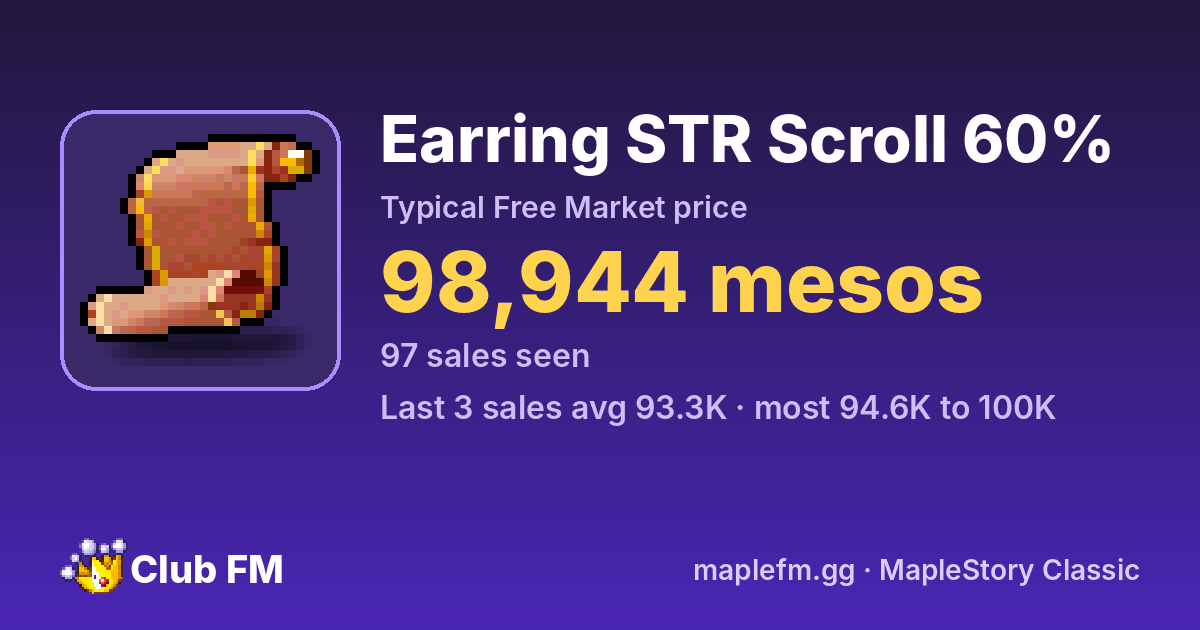 Earring STR Scroll 60%
Typical Free Market price
98,944 mesos
97 sales seen
Last 3 sales avg 93.3K · most 94.6K to 100K
Club FM
maplefm.gg · MapleStory Classic